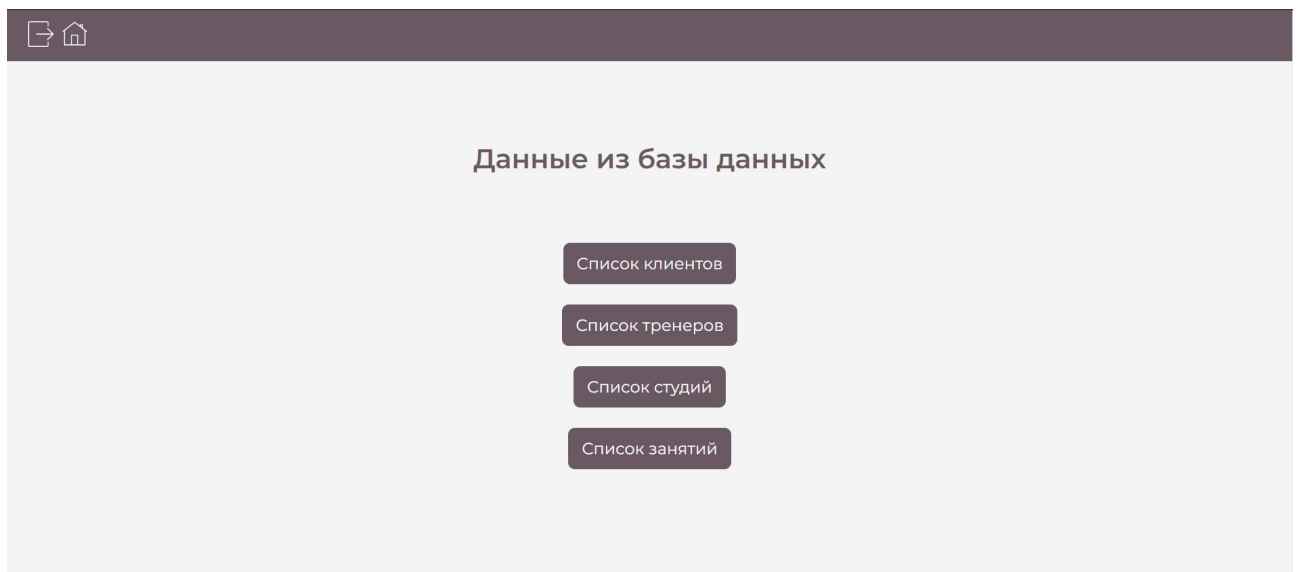 Данные из базы данных
Список клиентов
Список тренеров
Список студий
Список занятий